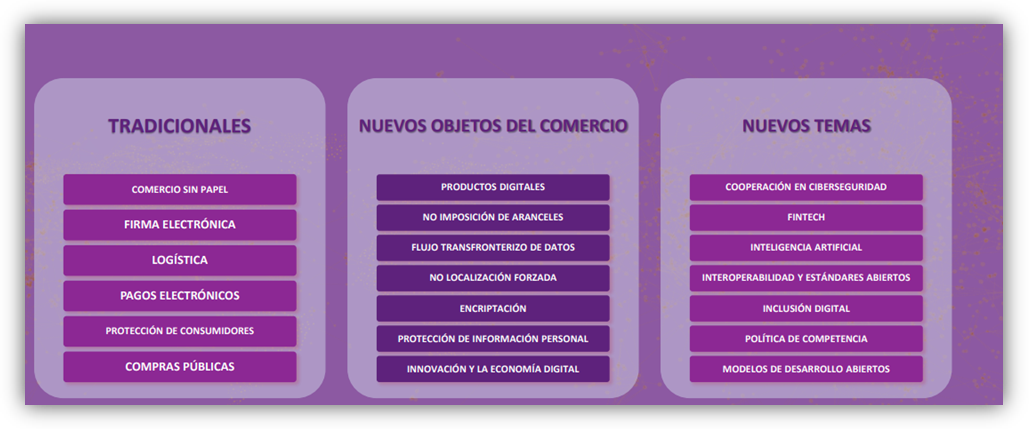 TRADICIONALES
COMERCIO SIN PAPEL
FIRMA ELECTRÓNICA
LOGÍSTICA
PAGOS ELECTRÓNICOS
PROTECCIÓN DE CONSUMIDORES
COMPRAS PÚBLICAS
NUEVOS OBJETOS DEL COMERCIO
PRODUCTOS DIGITALES
NO IMPOSICIÓN DE ARANCELES
FLUJO TRANSFRONTERIZO DE DATOS
NO LOCALIZACIÓN FORZADA
ENCRIPTACIÓN
PROTECCIÓN DE INFORMACIÓN PERSONAL
INNOVACIÓN Y LA ECONOMÍA DIGITAL
NUEVOS TEMAS
COOPERACIÓN EN CIBERSEGURIDAD
FINTECH
INTELIGENCIA ARTIFICIAL
INTEROPERABILIDAD Y ESTÁNDARES ABIERTOS
INCLUSIÓN DIGITAL
POLÍTICA DE COMPETENCIA
MODELOS DE DESARROLLO ABIERTOS